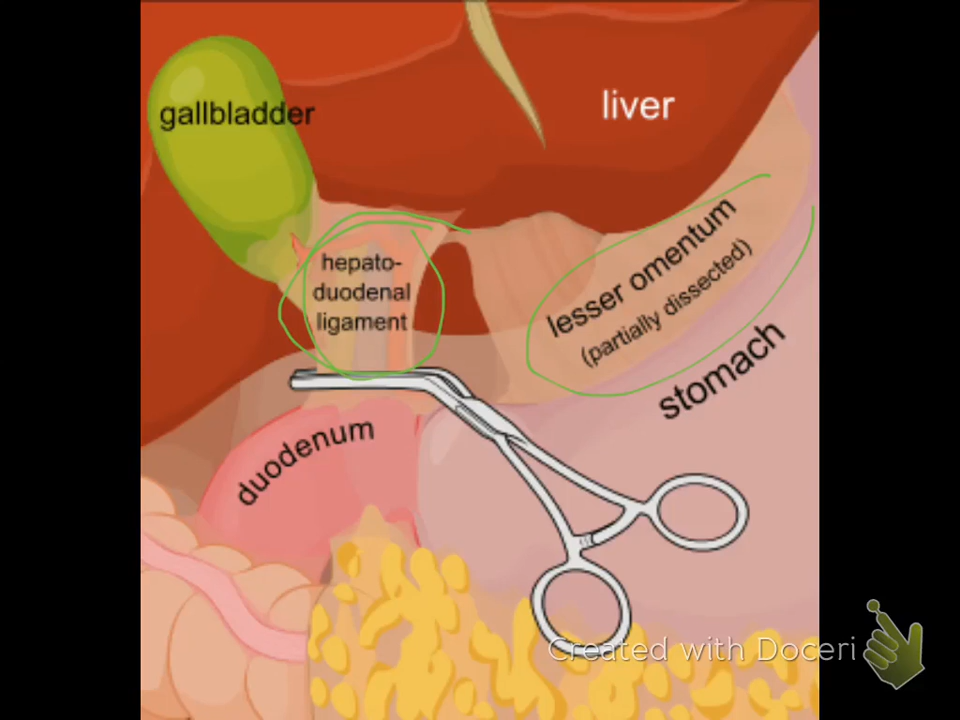 gallbladder
liver
hepato-
duodenal
ligament
lesser omentum
(partially dissected)
stomach
duodenum
Created with Doceri